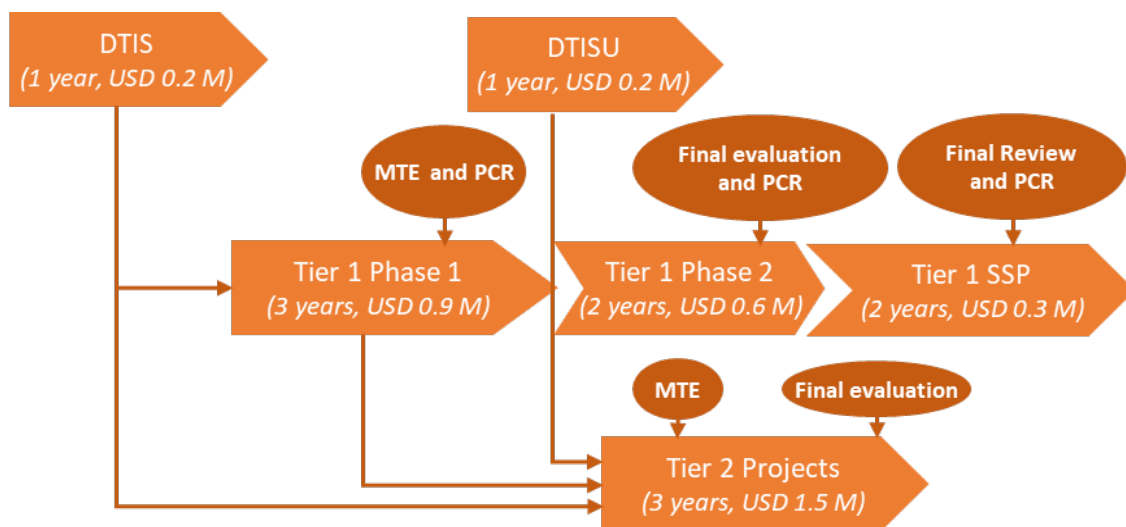 DTIS
(1 year, USD 0.2 M)
DTISU
(1 year, USD 0.2 M)
MTE and PCR
Final evaluation
and PCR
Final Review
and PCR
Tier 1 Phase 1
(3 years, USD 0.9 M)
Tier 1 Phase 2
(2 years, USD 0.6 M)
Tier 1 SSP
(2 years, USD 0.3 M)
MTE
Final evaluation
Tier 2 Projects
(3 years, USD 1.5 M)